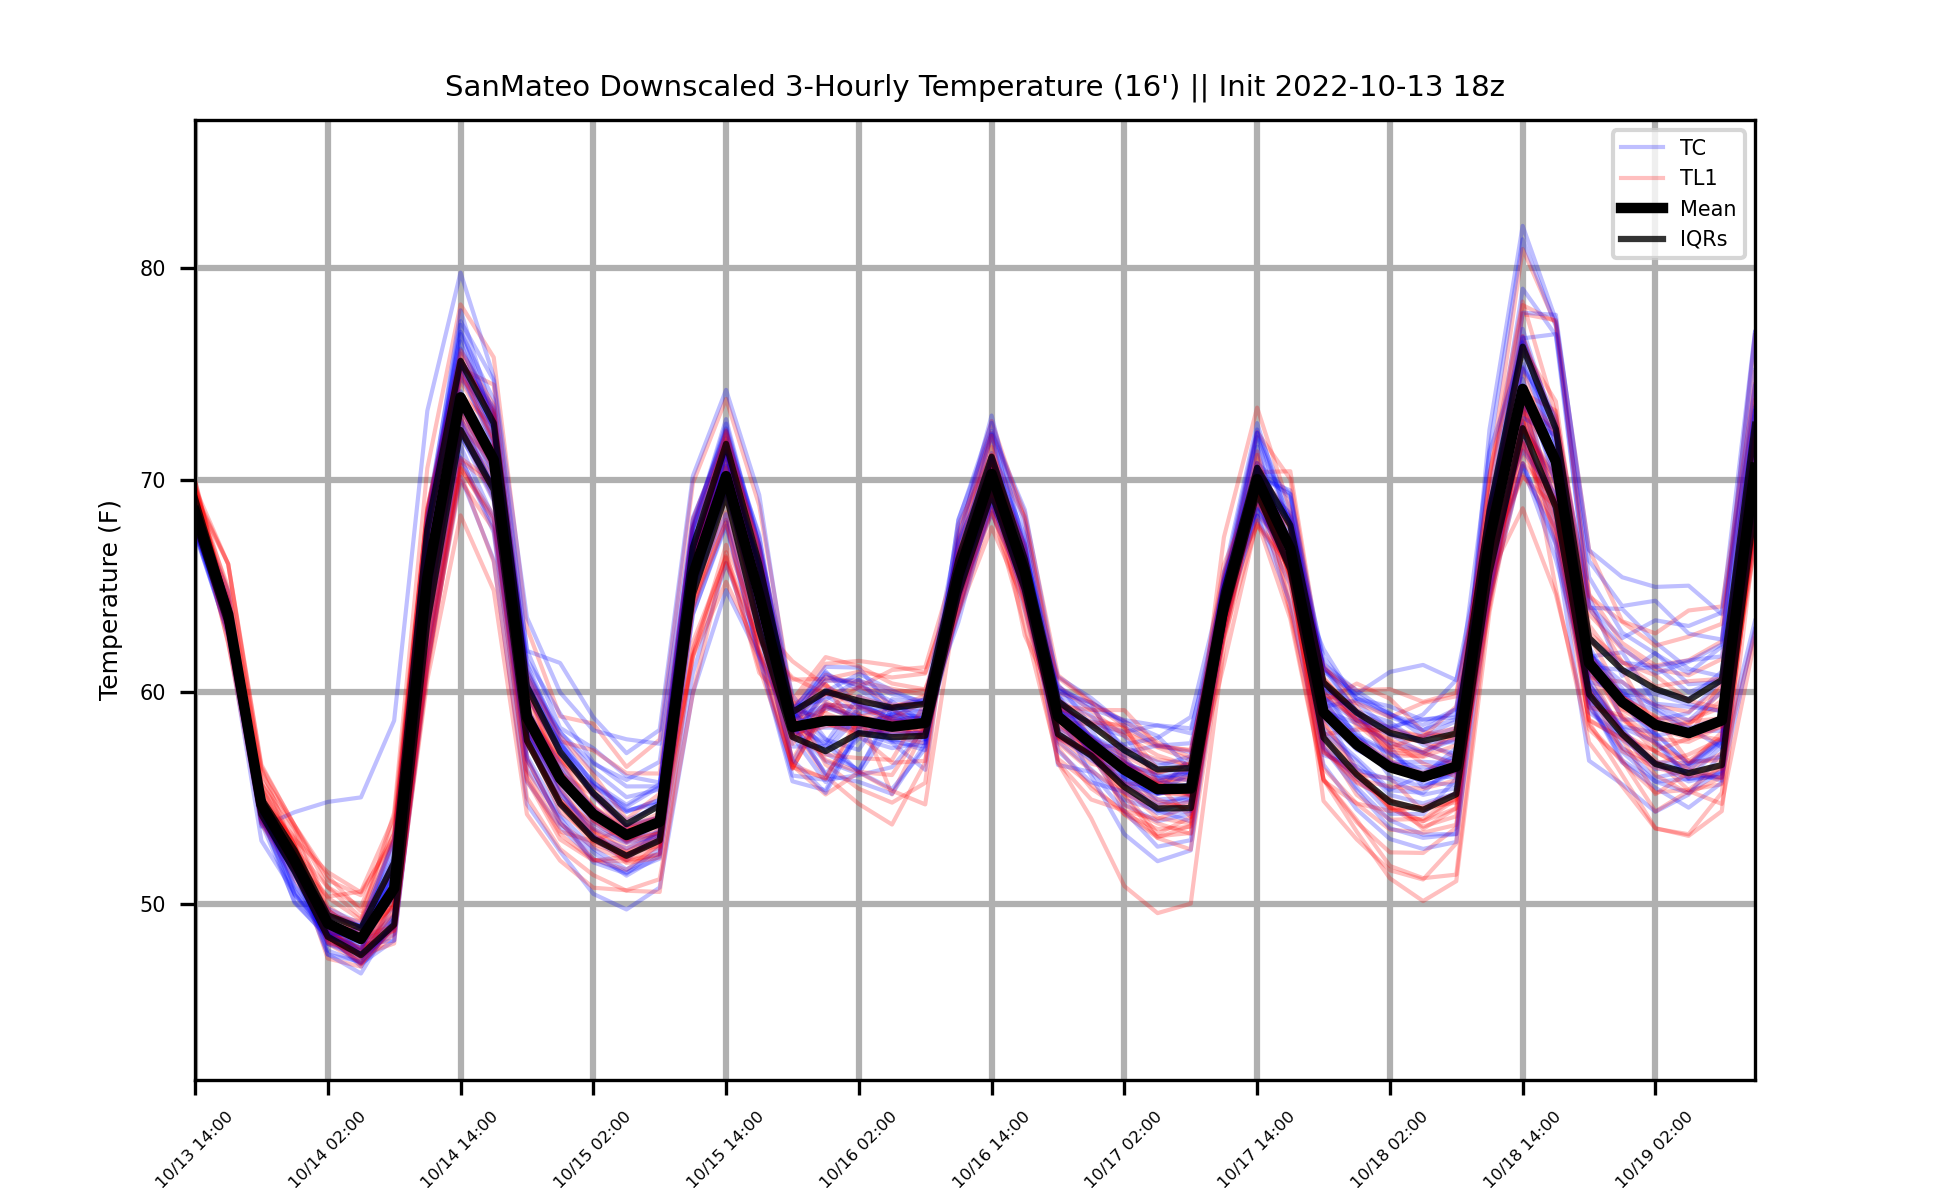 SanMateo Downscaled 3-Hourly Temperature (16') || Init 2022-10-13 18z
TC
TL1
Mean
IQRs
Temperature (F)
80
70
60
50
10/13 14:00
10/14 02:00
10/14 14:00
10/15 02:00
10/15 14:00
10/16 02:00
10/16 14:00
10/17 02:00
10/17 14:00
10/18 02:00
10/18 14:00
10/19 02:00